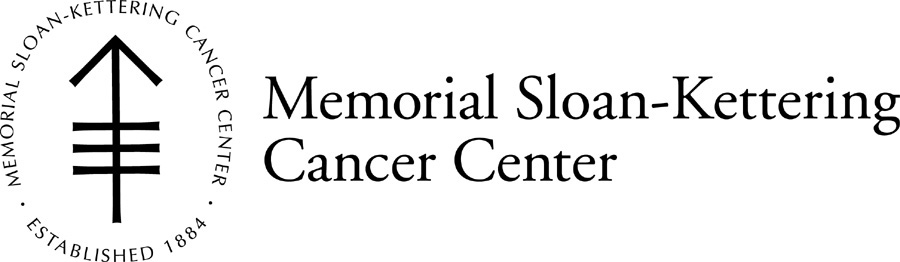 MEMORIAL SLOAN-KETTERING CANCER CENTER
· ESTABLISHED 1884 ·
Memorial Sloan-Kettering
Cancer Center